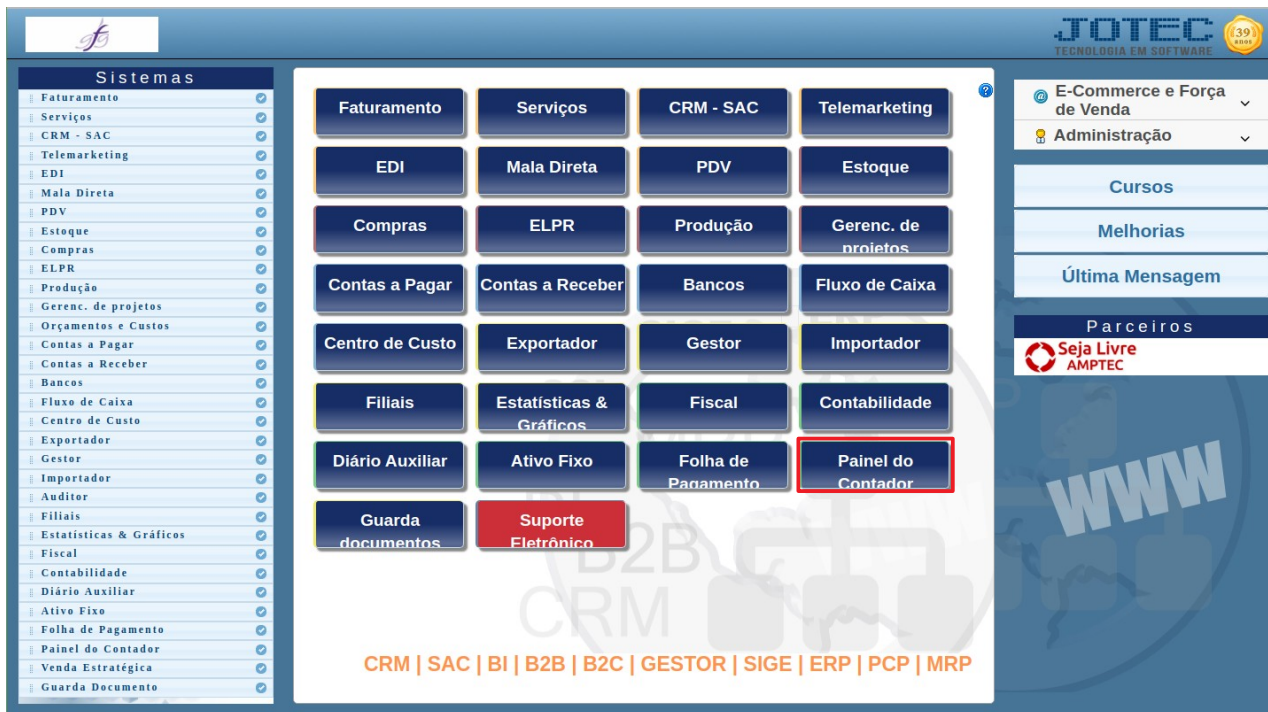 JOTEC
39
anos
TECNOLOGIA EM SOFTWARE
Sistemas
Faturamento
Serviços
CRM - SAC
Telemarketing
EDI
Mala Direta
PDV
Estoque
Compras
ELPR
Produção
Gerenc. de projetos
Orçamentos e Custos
Contas a Pagar
Contas a Receber
Bancos
Fluxo de Caixa
Centro de Custo
Exportador
Gestor
Importador
Auditor
Filiais
Estatísticas & Gráficos
Fiscal
Contabilidade
Diário Auxiliar
Ativo Fixo
Folha de Pagamento
Painel do Contador
Venda Estratégica
Guarda Documento
Faturamento
Serviços
CRM - SAC
Telemarketing
EDI
Mala Direta
PDV
Estoque
Compras
ELPR
Produção
Gerenc. de
projetos
Contas a Pagar
Contas a Receber
Bancos
Fluxo de Caixa
Centro de Custo
Exportador
Gestor
Importador
Filiais
Estatísticas &
Gráficos
Fiscal
Contabilidade
Diário Auxiliar
Ativo Fixo
Folha de
Pagamento
Painel do
Contador
Guarda
documentos
Suporte
Eletrônico
B2B
CRM
CRM | SAC | BI | B2B | B2C | GESTOR | SIGE | ERP | PCP | MRP
E-Commerce e Força
de Venda
Administração
Cursos
Melhorias
Última Mensagem
Parceiros
Seja Livre
AMPTEC
WWW